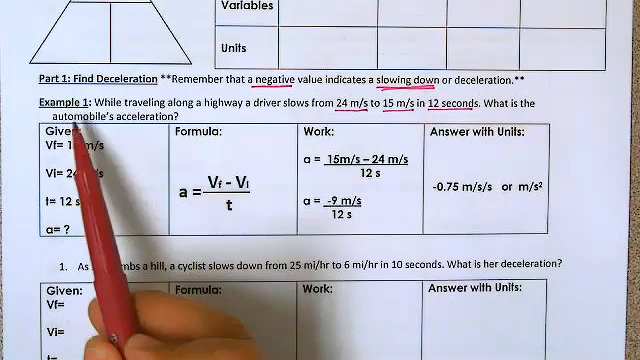 Variables
Units
Part 1: Find Deceleration **Remember that a negative value indicates a slowing down or deceleration.**
Example 1: While traveling along a highway a driver slows from 24 m/s to 15 m/s in 12 seconds. What is the
automobile's acceleration?
Given:
Vf= 1 m/s
Vi= 2 /s
t= 12 s
a= ?
Formula:
a = Vf - Vi
t
Work:
a = 15m/s – 24 m/s
12 s
a = -9 m/s
12 s
Answer with Units:
-0.75 m/s/s or m/s²
1. As mbs a hill, a cyclist slows down from 25 mi/hr to 6 mi/hr in 10 seconds. What is her deceleration?
Given:
Vf=
Vi=
t=
Formula:
Work:
Answer with Units: